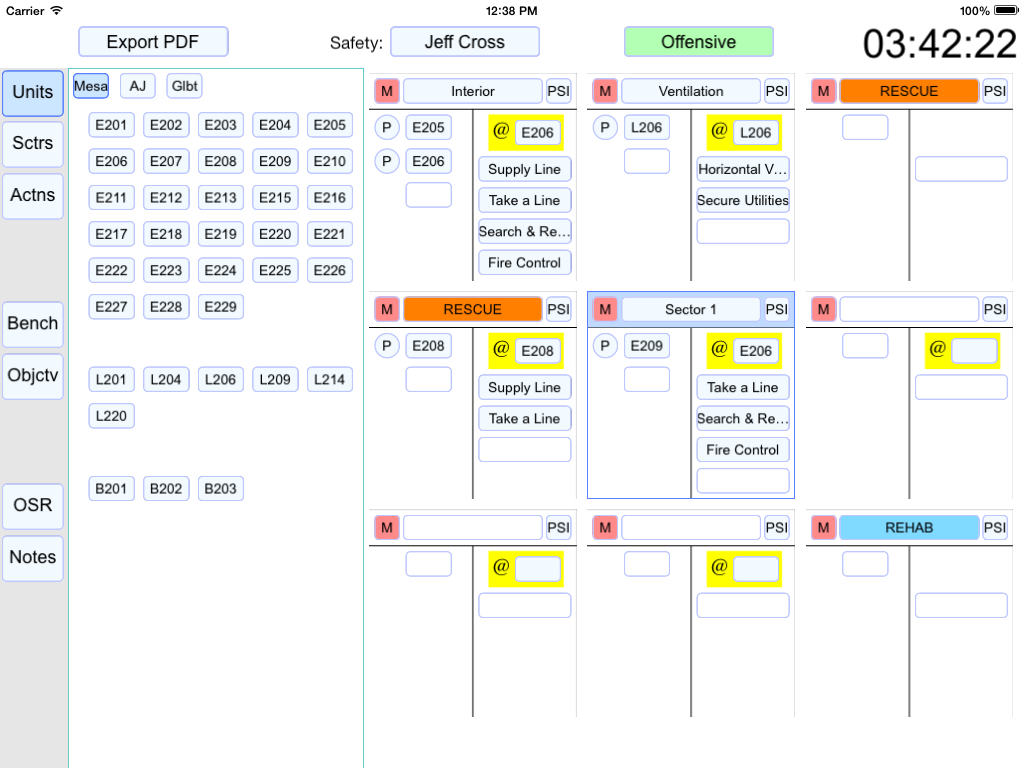 Carrier 12:38 PM 100%
Export PDF Safety: Jeff Cross Offensive 03:42:22
Units
Sctrs
Actns
Bench
Objctv
OSR
Notes
Mesa AJ Glbt
E201 E202 E203 E204 E205
E206 E207 E208 E209 E210
E211 E212 E213 E215 E216
E217 E218 E219 E220 E221
E222 E223 E224 E225 E226
E227 E228 E229
L201 L204 L206 L209 L214
L220
B201 B202 B203
M Interior PSI
P E205
P E206
@ E206
Supply Line
Take a Line
Search & Re...
Fire Control
M Ventilation PSI
P L206
@ L206
Horizontal V...
Secure Utilities
M RESCUE PSI
M RESCUE PSI
P E208
@ E208
Supply Line
Take a Line
M Sector 1 PSI
P E209
@ E206
Take a Line
Search & Re...
Fire Control
M PSI
@
M PSI
@
M PSI
@
M REHAB PSI